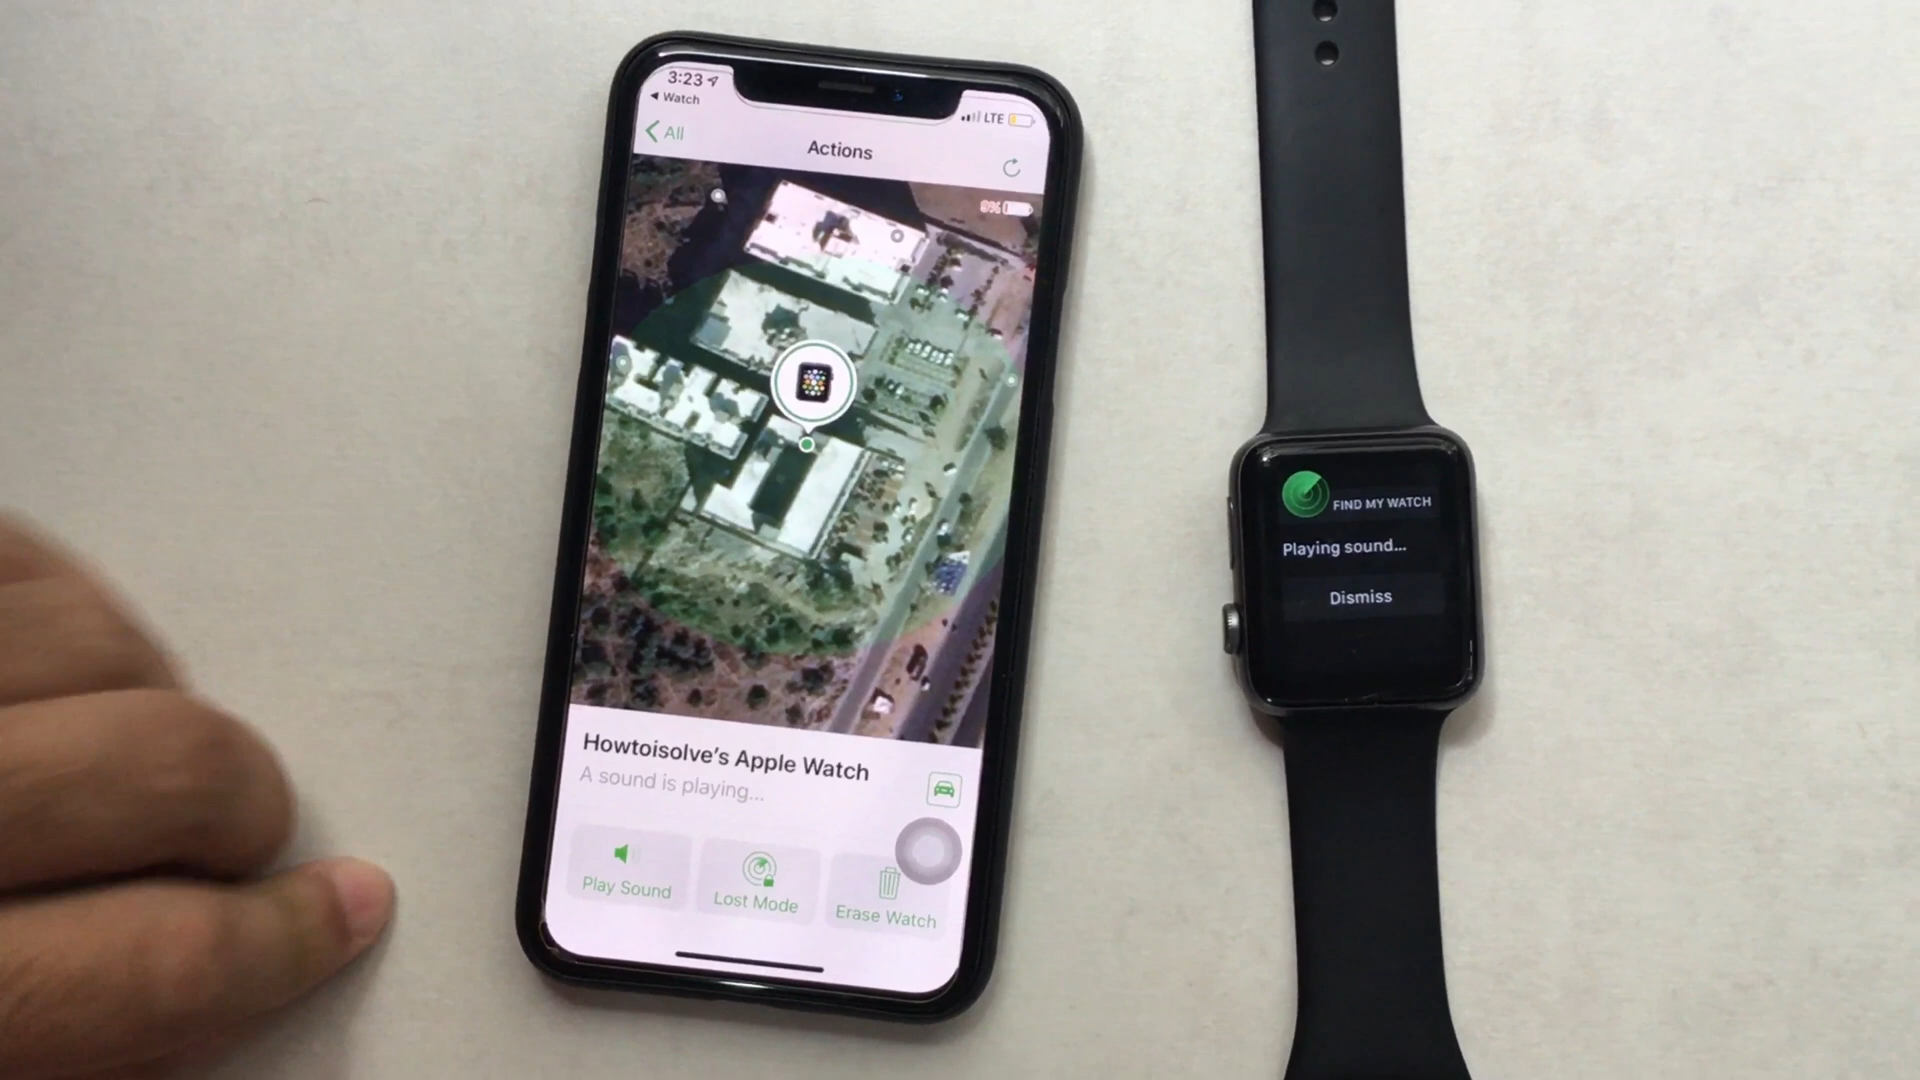 3:23
Watch
LTE
All
Actions
9%
Howtoisolve's Apple Watch
A sound is playing...
Play Sound
Lost Mode
Erase Watch
FIND MY WATCH
Playing sound...
Dismiss